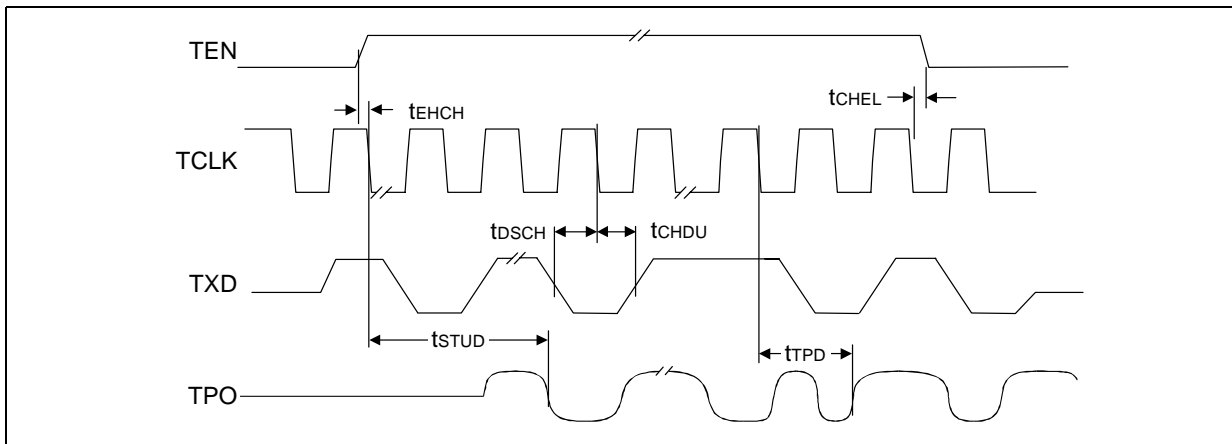 TEN
tEHCH
tCHEL
TCLK
tDSCH
tCHDU
TXD
tSTUD
tTPD
TPO